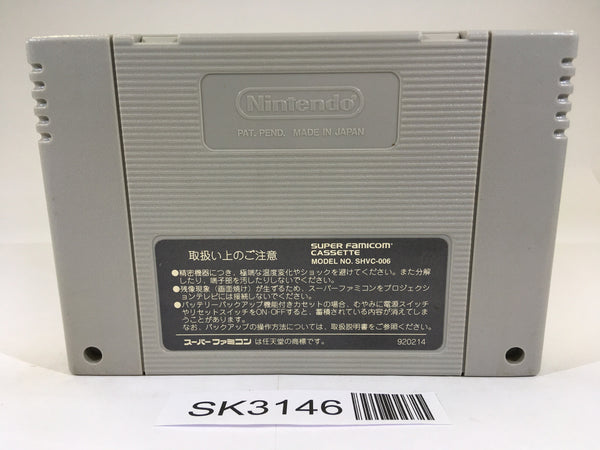 Nintendo
PAT. PEND. MADE IN JAPAN
取扱い上のご注意
SUPER FAMICOM
CASSETTE
MODEL NO. SHVC-006
●精密機器につき、極端な温度変化やショックを避けてください。また分解
したり、端子部を汚したりしないでください。
●残像現象（画面焼け）が生ずるため、スーパーファミコンをプロジェクシ
ョンテレビには接続しないでください。
●バッテリーバックアップ機能付きカセットの場合、むやみに電源スイッチ
やリセットスイッチをON・OFFすると、蓄積されている内容が消えてしま
うことがあります。
なお、バックアップの操作方法については、取扱説明書をご参照ください。
スーパーファミコン は任天堂の商標です。
920214
SK3146